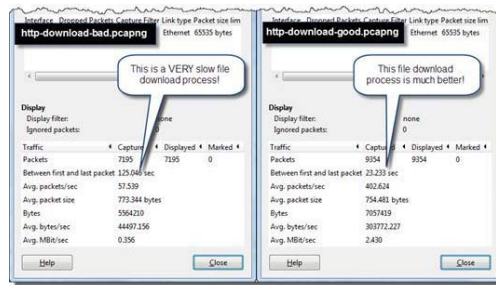 Interface Dropped Packets Capture Filter Link type Packet size lim
http-download-bad.pcapng
Ethernet 65535 bytes
This is a VERY slow file
download process!
Display
Display filter: none
Ignored packets: 0
Traffic Captured Displayed Marked
Packets 7195 7195 0
Between first and last packet 125.046 sec
Avg. packets/sec 57.539
Avg. packet size 773.344 bytes
Bytes 5564210
Avg. bytes/sec 44497.156
Avg. MBit/sec 0.356
Help Close
Interface Dropped Packets Capture Filter Link type Packet size lim
http-download-good.pcapng
Ethernet 65535 bytes
This file download
process is much better!
Display
Display filter: none
Ignored packets: 0
Traffic Captured Displayed Marked
Packets 9354 9354 0
Between first and last packet 23.233 sec
Avg. packets/sec 402.624
Avg. packet size 754.481 bytes
Bytes 7057419
Avg. bytes/sec 303772.227
Avg. MBit/sec 2.430
Help Close